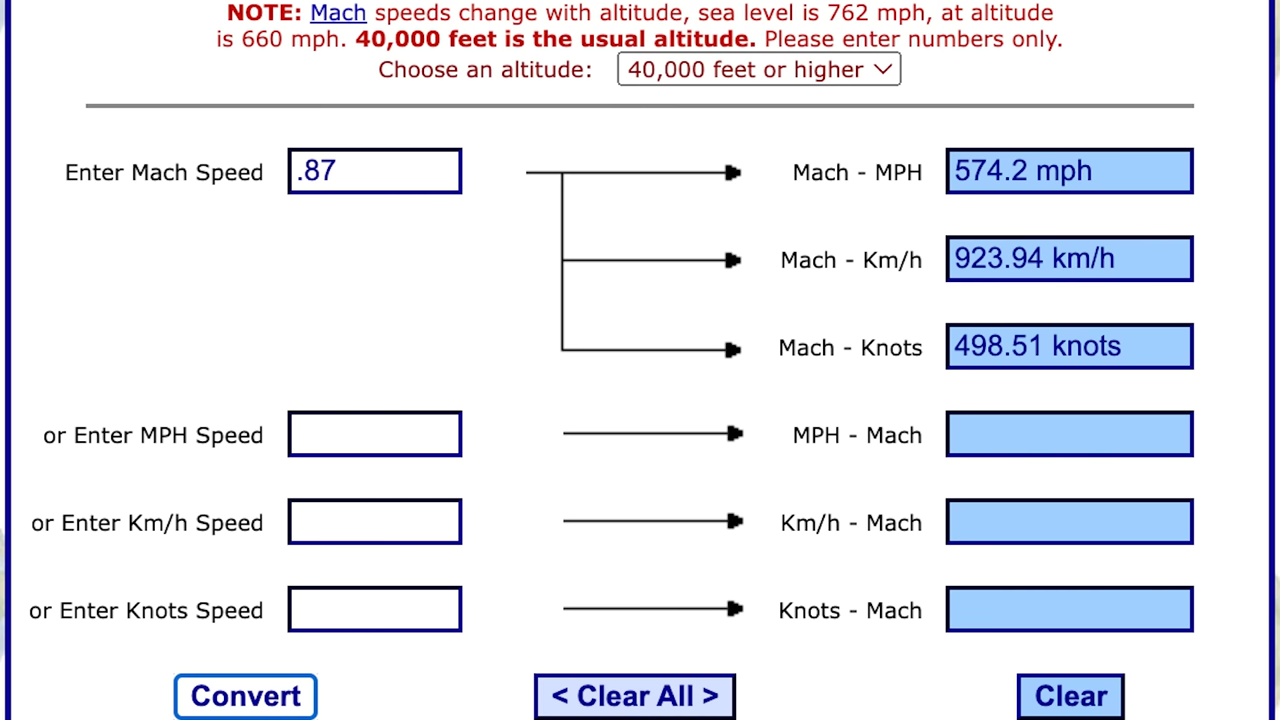 NOTE: Mach speeds change with altitude, sea level is 762 mph, at altitude
is 660 mph. 40,000 feet is the usual altitude. Please enter numbers only.
Choose an altitude: 40,000 feet or higher
Enter Mach Speed .87 Mach - MPH 574.2 mph
Mach - Km/h 923.94 km/h
Mach - Knots 498.51 knots
or Enter MPH Speed MPH - Mach
or Enter Km/h Speed Km/h - Mach
or Enter Knots Speed Knots - Mach
Convert < Clear All > Clear